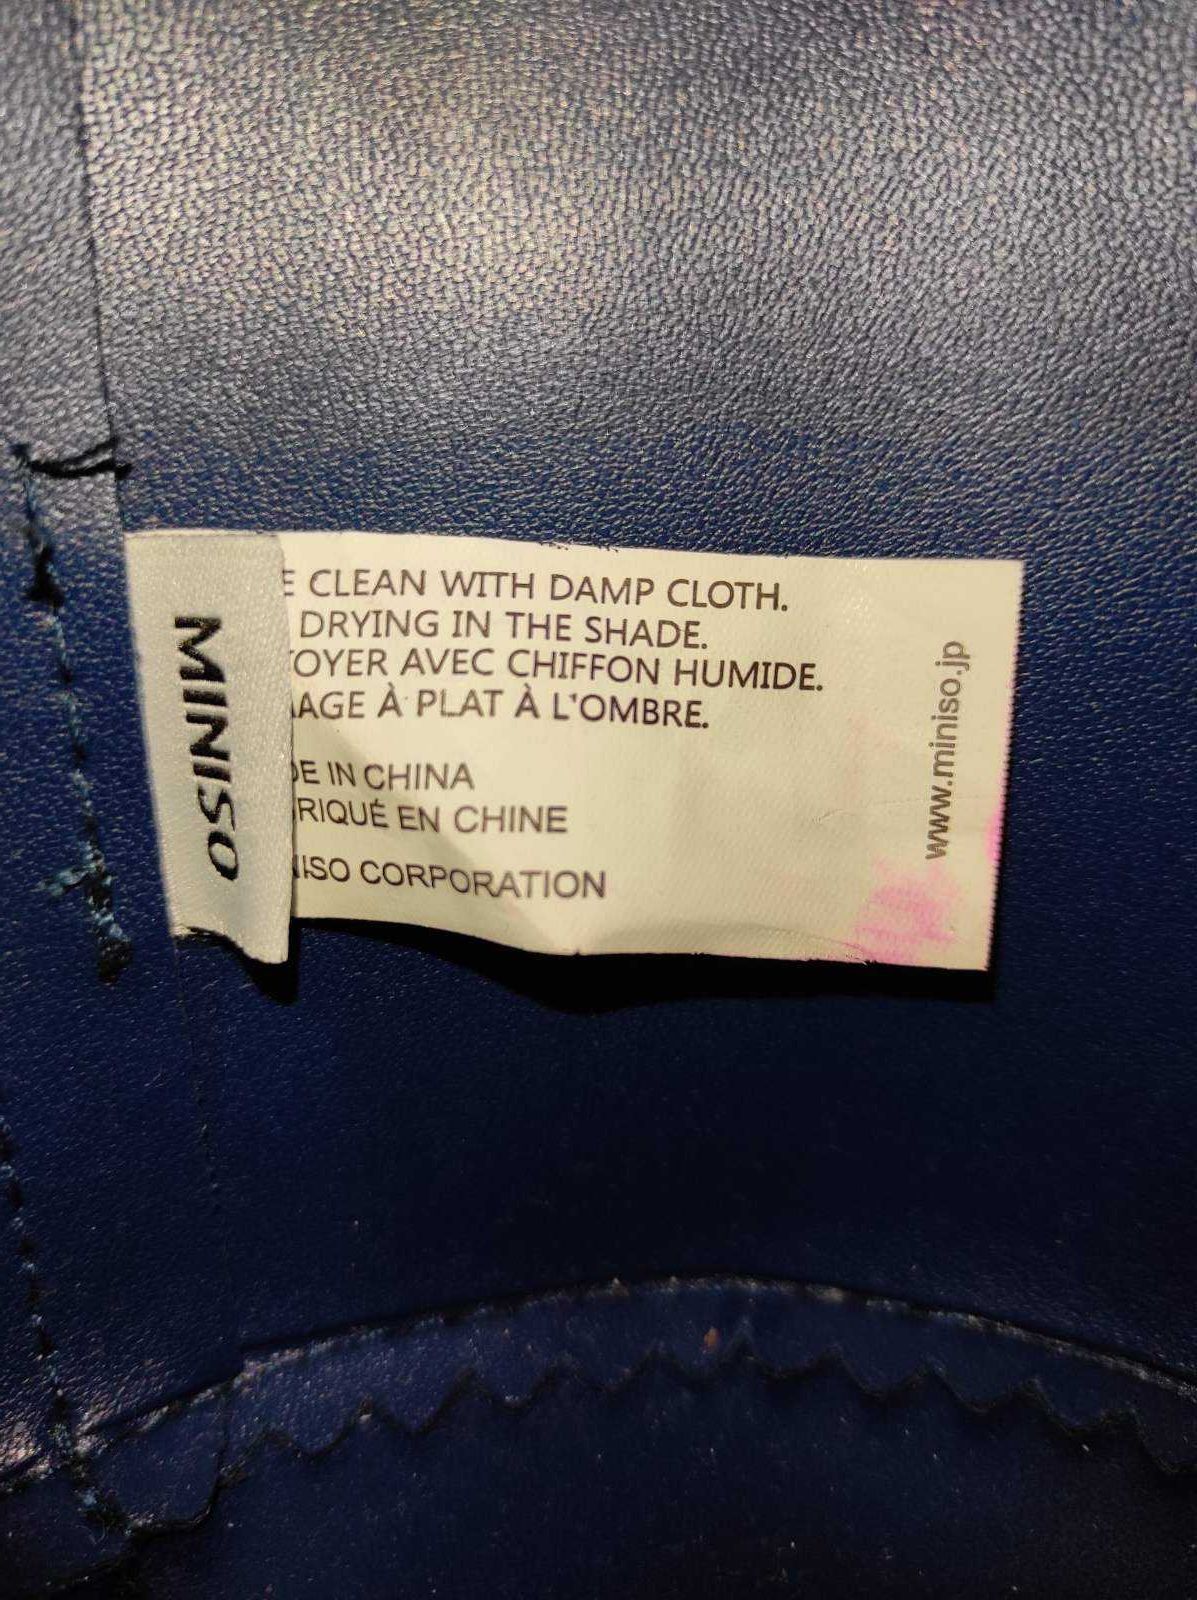 MINISO
E CLEAN WITH DAMP CLOTH.
DRYING IN THE SHADE.
OYER AVEC CHIFFON HUMIDE.
AGE À PLAT À L'OMBRE.
DE IN CHINA
RIQUÉ EN CHINE
NISO CORPORATION
www.miniso.jp